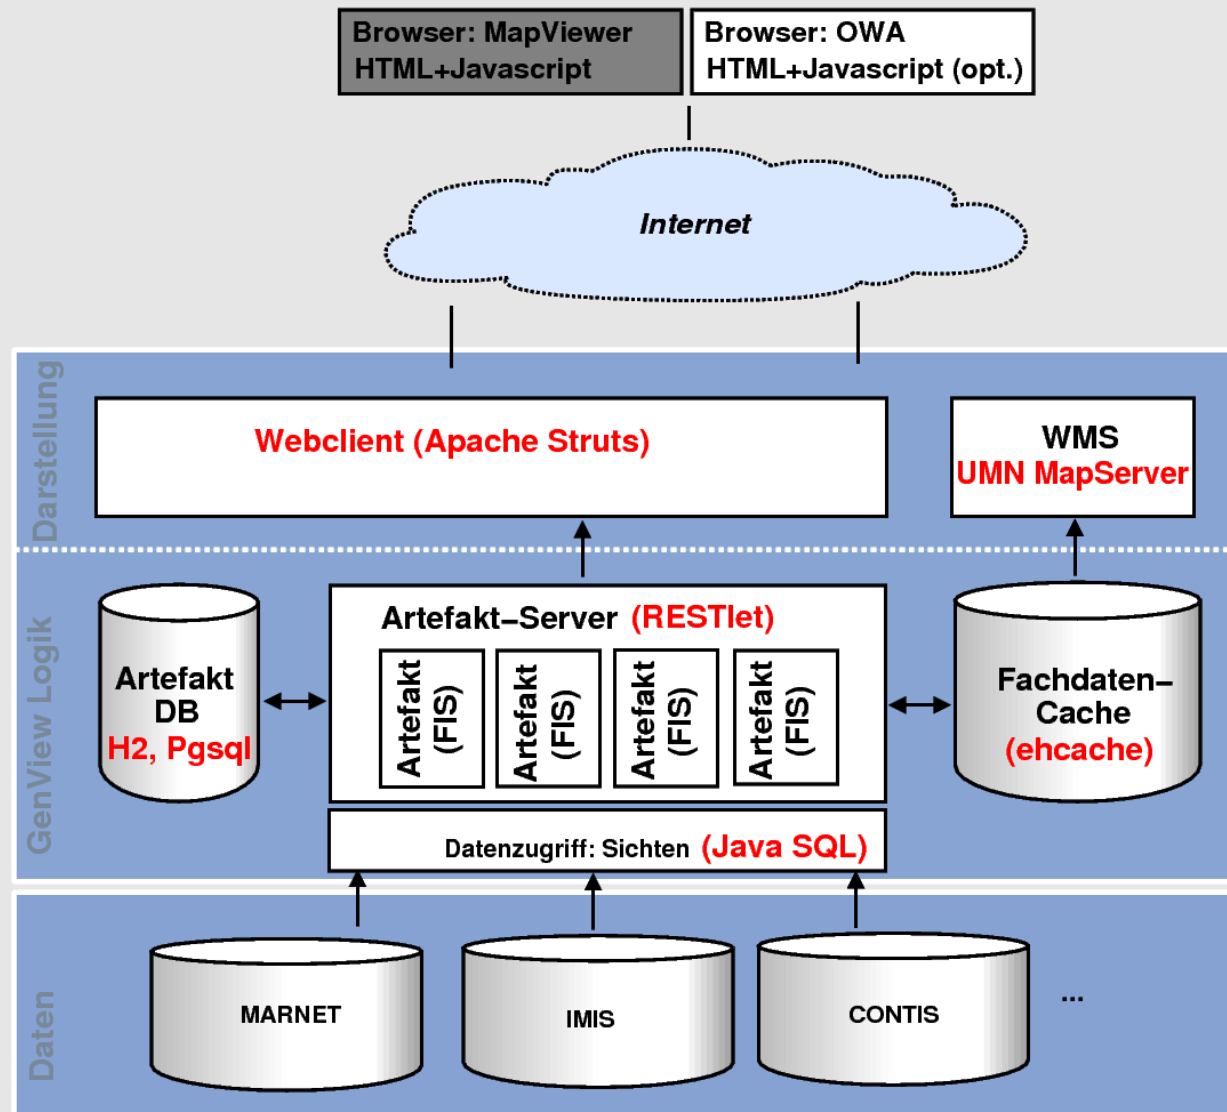 Browser: MapViewer
HTML+Javascript
Browser: OWA
HTML+Javascript (opt.)
Internet
Darstellung
Webclient (Apache Struts)
WMS
UMN MapServer
GenView Logik
Artefakt
DB
H2, Pgsql
Artefakt–Server (RESTlet)
Artefakt
(FIS)
Artefakt
(FIS)
Artefakt
(FIS)
Artefakt
(FIS)
Fachdaten–
Cache
(ehcache)
Datenzugriff: Sichten (Java SQL)
Daten
MARNET
IMIS
CONTIS
...